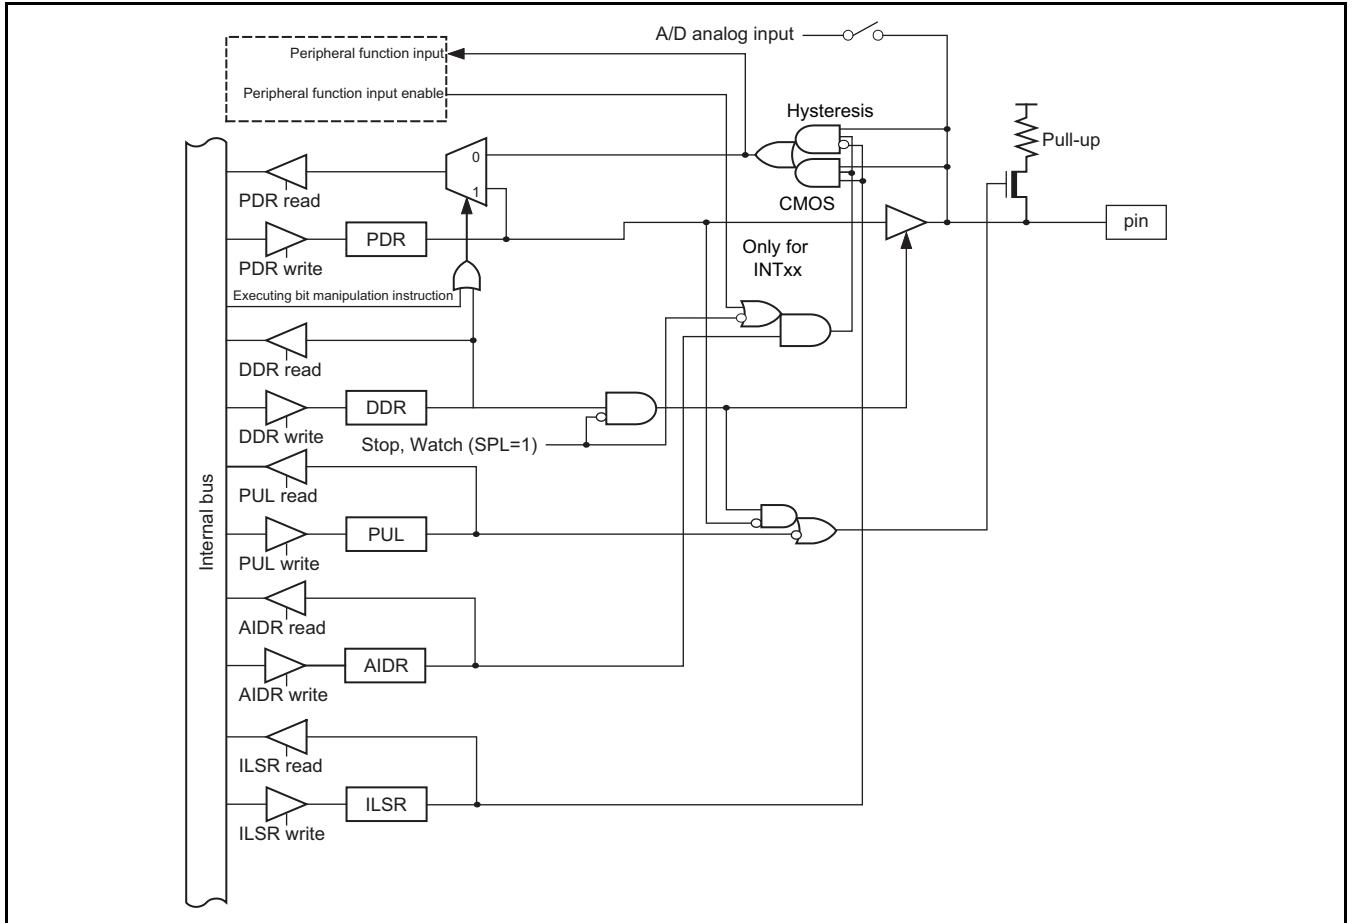 A/D analog input
Peripheral function input
Peripheral function input enable
Hysteresis
Pull-up
0
1
PDR read
CMOS
pin
PDR
PDR write
Only for
INTxx
Executing bit manipulation instruction
DDR read
DDR
DDR write
Stop, Watch (SPL=1)
PUL read
Internal bus
PUL
PUL write
AIDR read
AIDR
AIDR write
ILSR read
ILSR
ILSR write